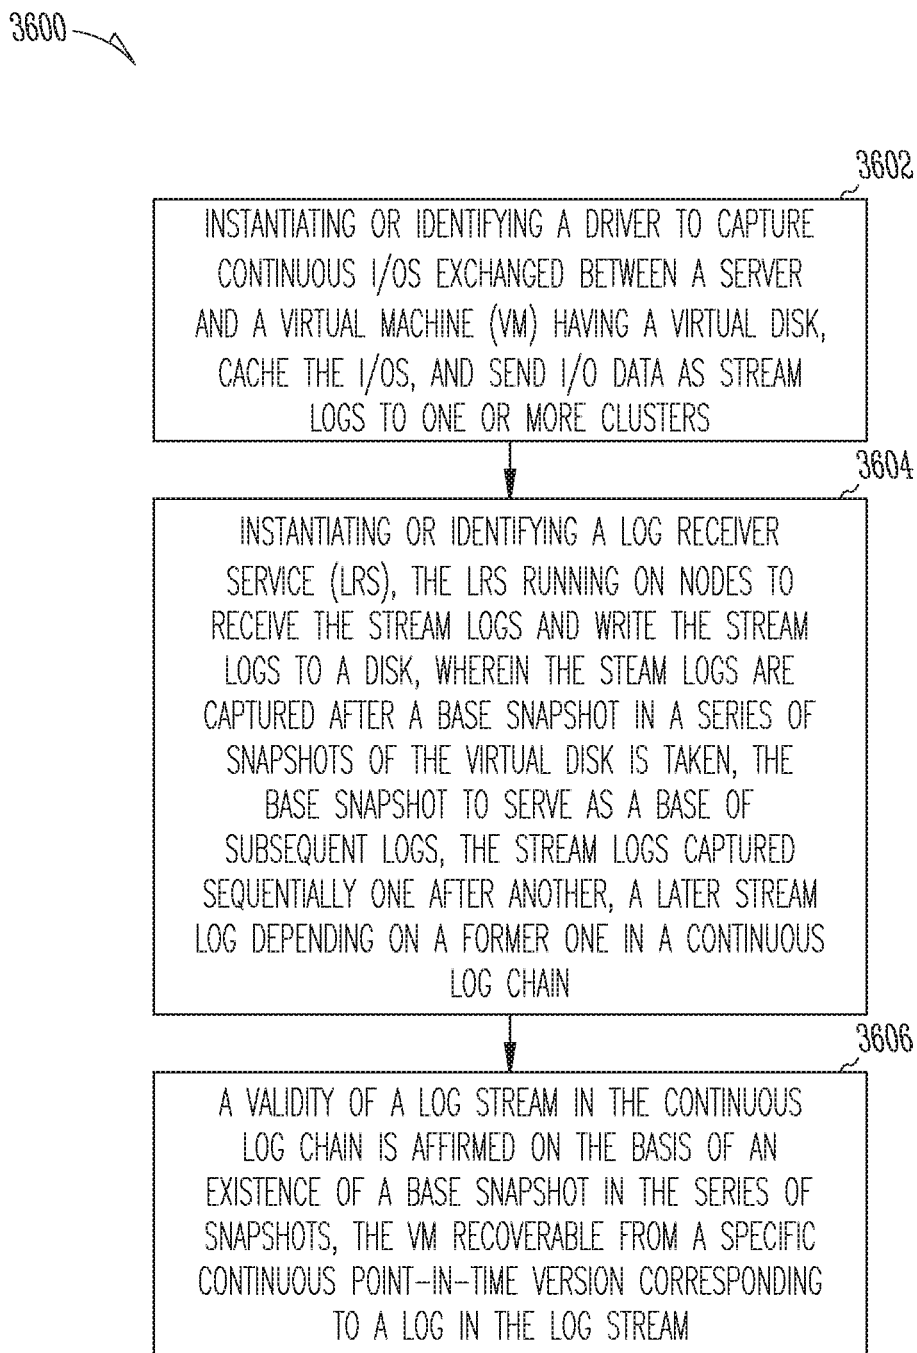 3600
3602
INSTANTIATING OR IDENTIFYING A DRIVER TO CAPTURE
CONTINUOUS I/OS EXCHANGED BETWEEN A SERVER
AND A VIRTUAL MACHINE (VM) HAVING A VIRTUAL DISK,
CACHE THE I/OS, AND SEND I/O DATA AS STREAM
LOGS TO ONE OR MORE CLUSTERS
3604
INSTANTIATING OR IDENTIFYING A LOG RECEIVER
SERVICE (LRS), THE LRS RUNNING ON NODES TO
RECEIVE THE STREAM LOGS AND WRITE THE STREAM
LOGS TO A DISK, WHEREIN THE STEAM LOGS ARE
CAPTURED AFTER A BASE SNAPSHOT IN A SERIES OF
SNAPSHOTS OF THE VIRTUAL DISK IS TAKEN, THE
BASE SNAPSHOT TO SERVE AS A BASE OF
SUBSEQUENT LOGS, THE STREAM LOGS CAPTURED
SEQUENTIALLY ONE AFTER ANOTHER, A LATER STREAM
LOG DEPENDING ON A FORMER ONE IN A CONTINUOUS
LOG CHAIN
3606
A VALIDITY OF A LOG STREAM IN THE CONTINUOUS
LOG CHAIN IS AFFIRMED ON THE BASIS OF AN
EXISTENCE OF A BASE SNAPSHOT IN THE SERIES OF
SNAPSHOTS, THE VM RECOVERABLE FROM A SPECIFIC
CONTINUOUS POINT-IN-TIME VERSION CORRESPONDING
TO A LOG IN THE LOG STREAM